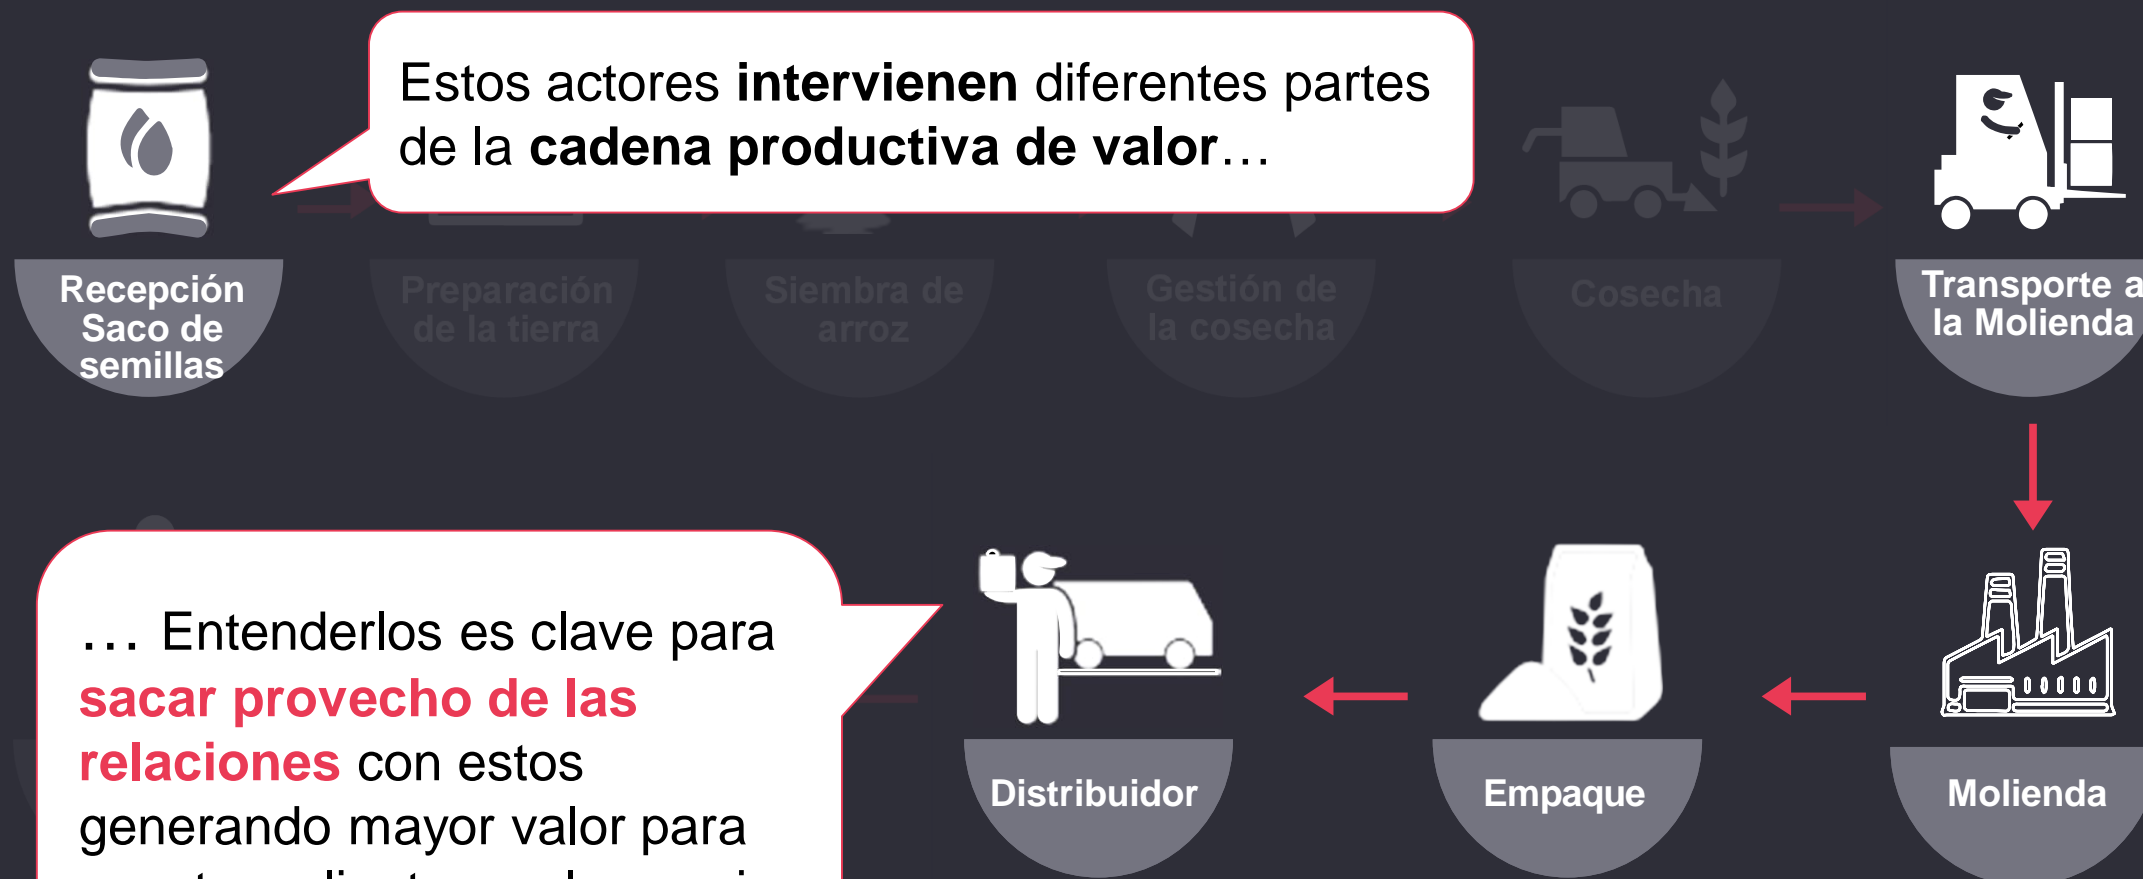 Estos actores intervienen diferentes partes
de la cadena productiva de valor…
Recepción
Saco de
semillas
Preparación
de la tierra
Siembra de
arroz
Gestión de
la cosecha
Cosecha
Transporte a
la Molienda
… Entenderlos es clave para
sacar provecho de las
relaciones con estos
generando mayor valor para
Distribuidor
Empaque
Molienda